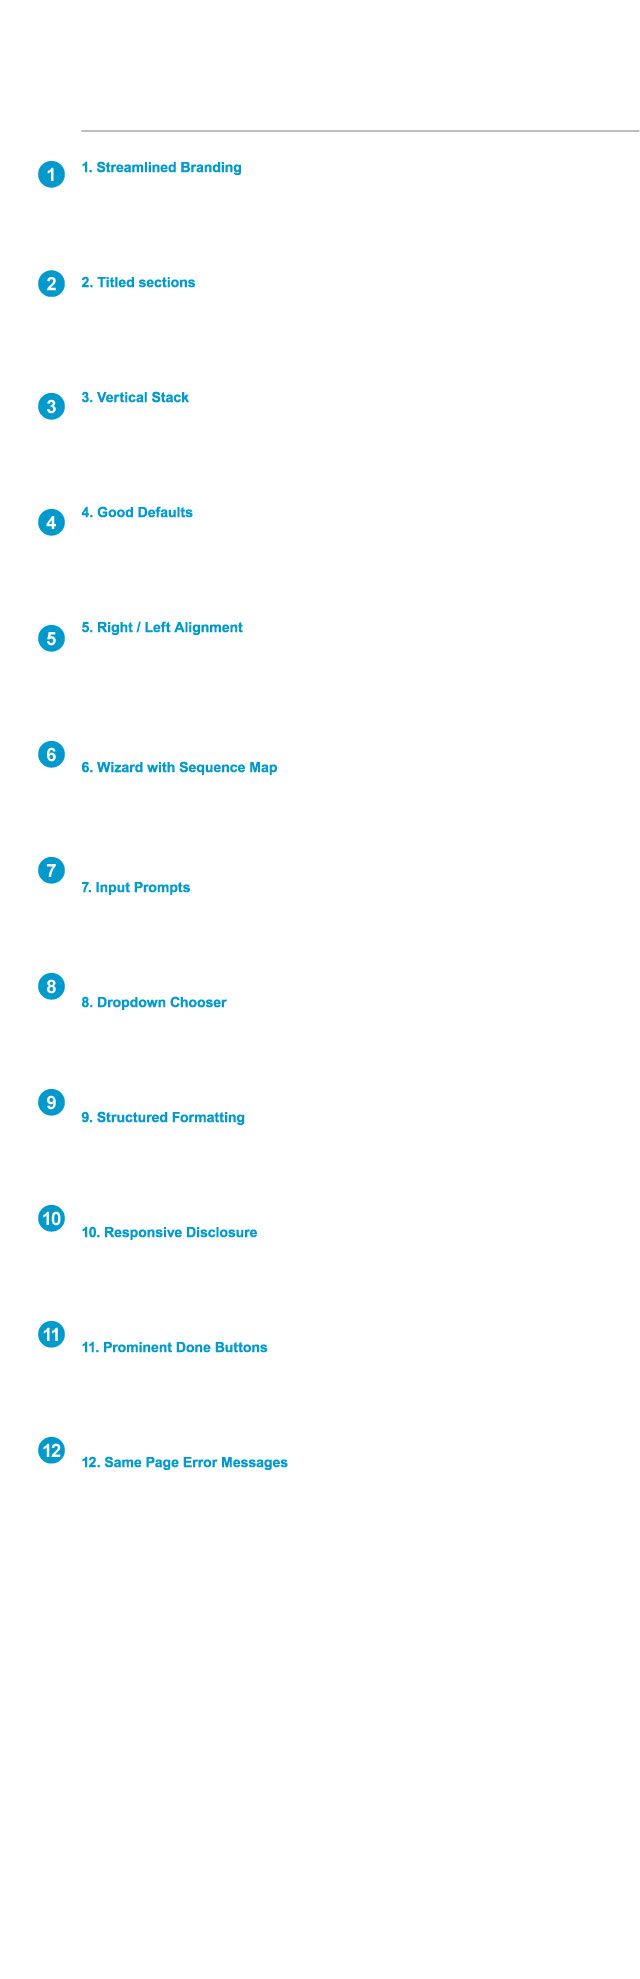 1 1. Streamlined Branding
2 2. Titled sections
3 3. Vertical Stack
4 4. Good Defaults
5 5. Right / Left Alignment
6 6. Wizard with Sequence Map
7 7. Input Prompts
8 8. Dropdown Chooser
9 9. Structured Formatting
10 10. Responsive Disclosure
11 11. Prominent Done Buttons
12 12. Same Page Error Messages